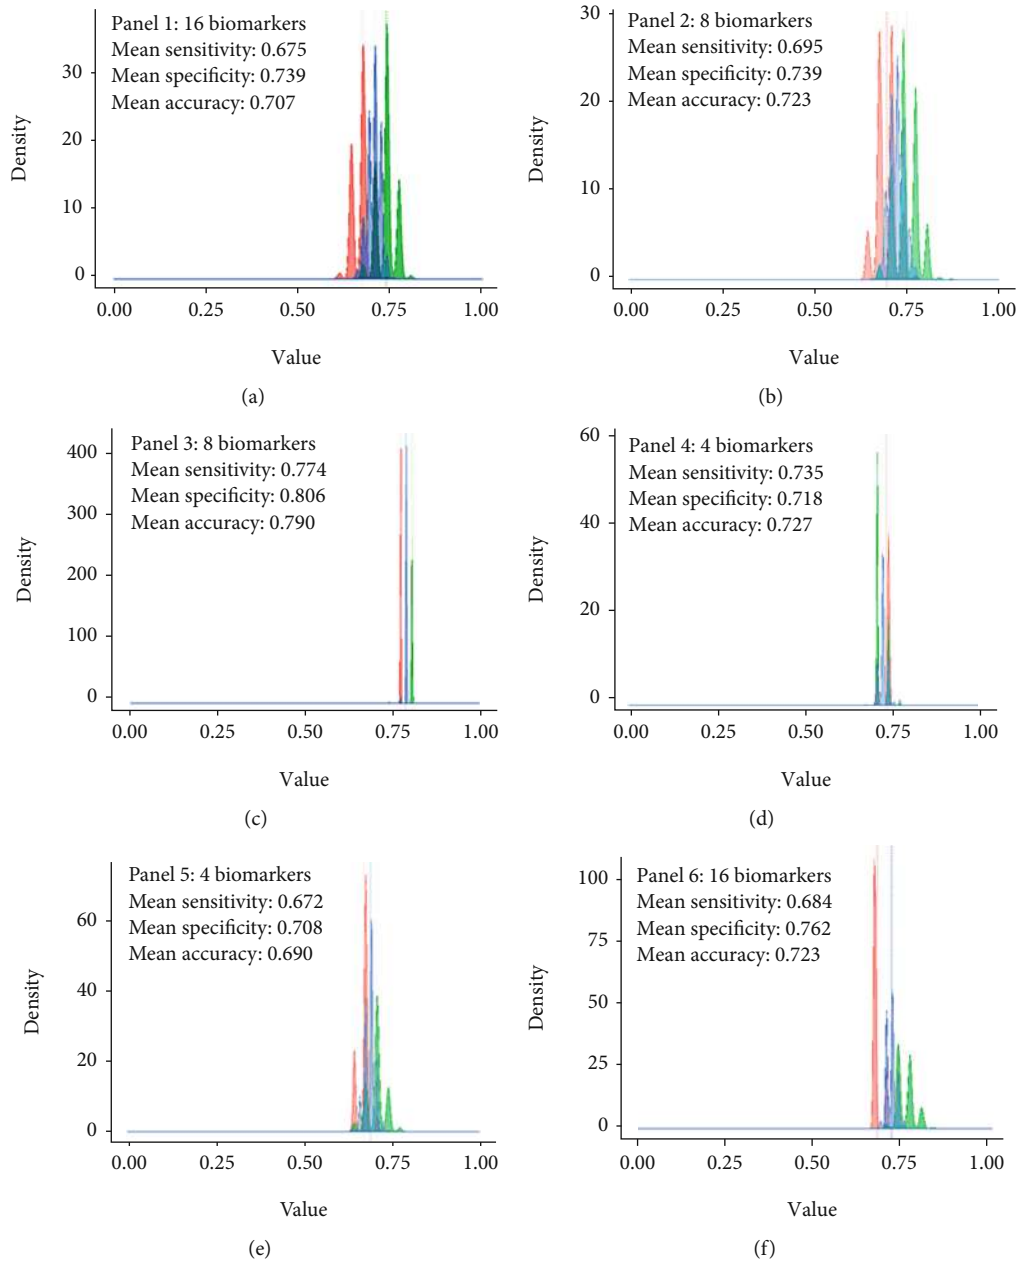 Panel 1: 16 biomarkers
Mean sensitivity: 0.675
Mean specificity: 0.739
Mean accuracy: 0.707
30
20
10
0
Density
0.00 0.25 0.50 0.75 1.00
Value
(a)
Panel 2: 8 biomarkers
Mean sensitivity: 0.695
Mean specificity: 0.739
Mean accuracy: 0.723
30
20
10
0
Density
0.00 0.25 0.50 0.75 1.00
Value
(b)
Panel 3: 8 biomarkers
Mean sensitivity: 0.774
Mean specificity: 0.806
Mean accuracy: 0.790
400
300
200
100
0
Density
0.00 0.25 0.50 0.75 1.00
Value
(c)
Panel 4: 4 biomarkers
Mean sensitivity: 0.735
Mean specificity: 0.718
Mean accuracy: 0.727
60
40
20
0
Density
0.00 0.25 0.50 0.75 1.00
Value
(d)
Panel 5: 4 biomarkers
Mean sensitivity: 0.672
Mean specificity: 0.708
Mean accuracy: 0.690
60
40
20
0
Density
0.00 0.25 0.50 0.75 1.00
Value
(e)
Panel 6: 16 biomarkers
Mean sensitivity: 0.684
Mean specificity: 0.762
Mean accuracy: 0.723
100
75
50
25
0
Density
0.00 0.25 0.50 0.75 1.00
Value
(f)